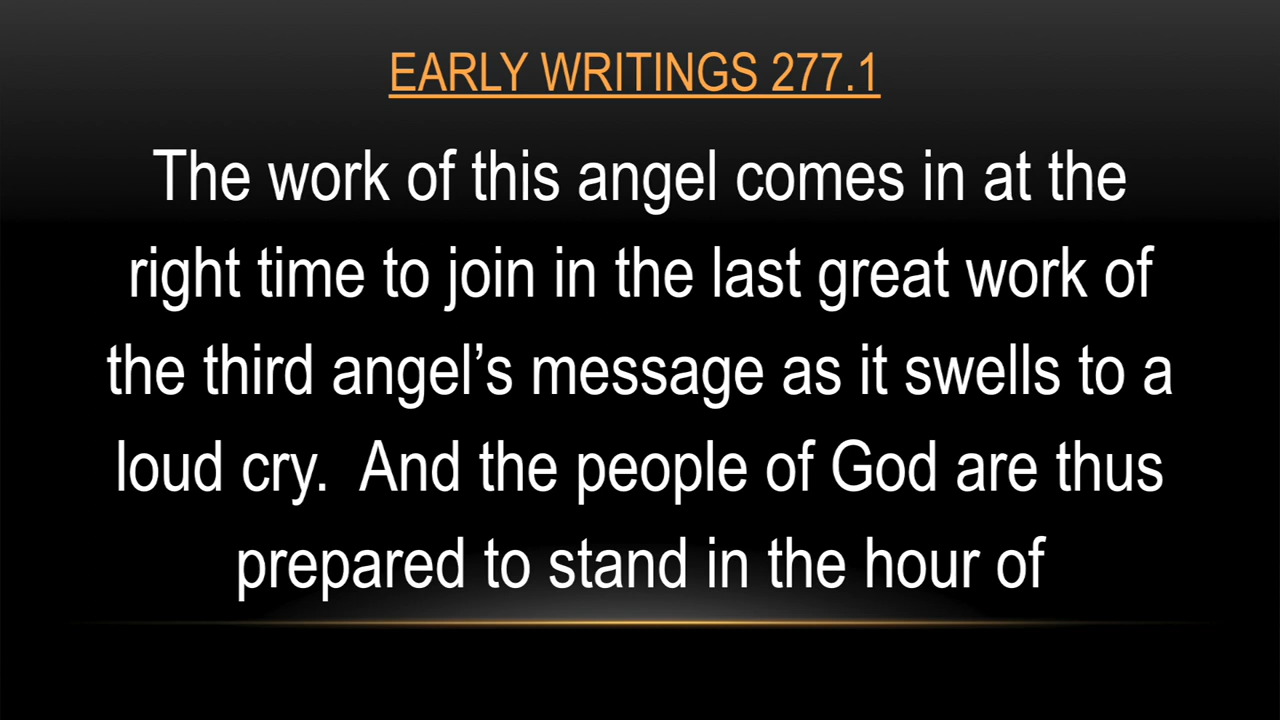 EARLY WRITINGS 277.1
The work of this angel comes in at the
right time to join in the last great work of
the third angel’s message as it swells to a
loud cry.  And the people of God are thus
prepared to stand in the hour of